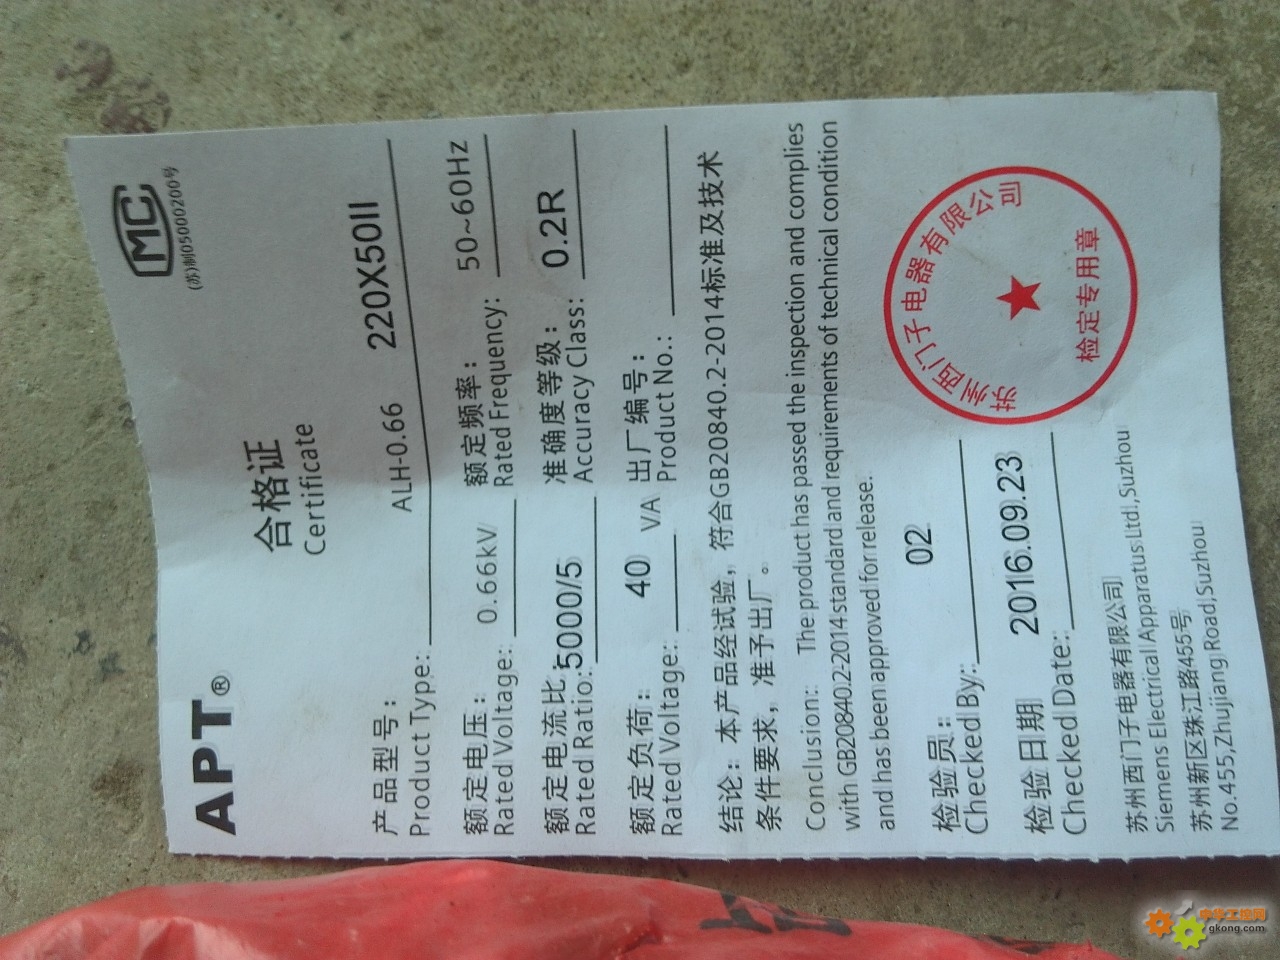 APT®
MC
(苏)制05000200号
合格证
Certificate
产品型号： ALH-0.66 220X50II
Product Type:
额定电压： 0.66kV 额定频率： 50~60Hz
Rated Voltage: Rated Frequency:
额定电流比: 5000/5 准确度等级： 0.2R
Rated Ratio: Accuracy Class:
额定负荷： 40 VA 出厂编号：
Rated Voltage: Product No.:
结论：本产品经试验，符合GB20840.2-2014标准及技术
条件要求，准予出厂。
Conclusion: The product has passed the inspection and complies
with GB20840.2-2014 standard and requirements of technical condition
and has been approved for release.
检验员： 02
Checked By:
检验日期 2016.09.23
Checked Date:
苏州西门子电器有限公司
检定专用章
苏州西门子电器有限公司
Siemens Electrical Apparatus Ltd.,Suzhou
苏州新区珠江路455号
No.455,Zhujiang Road,Suzhou
中华工控网
gkong.com